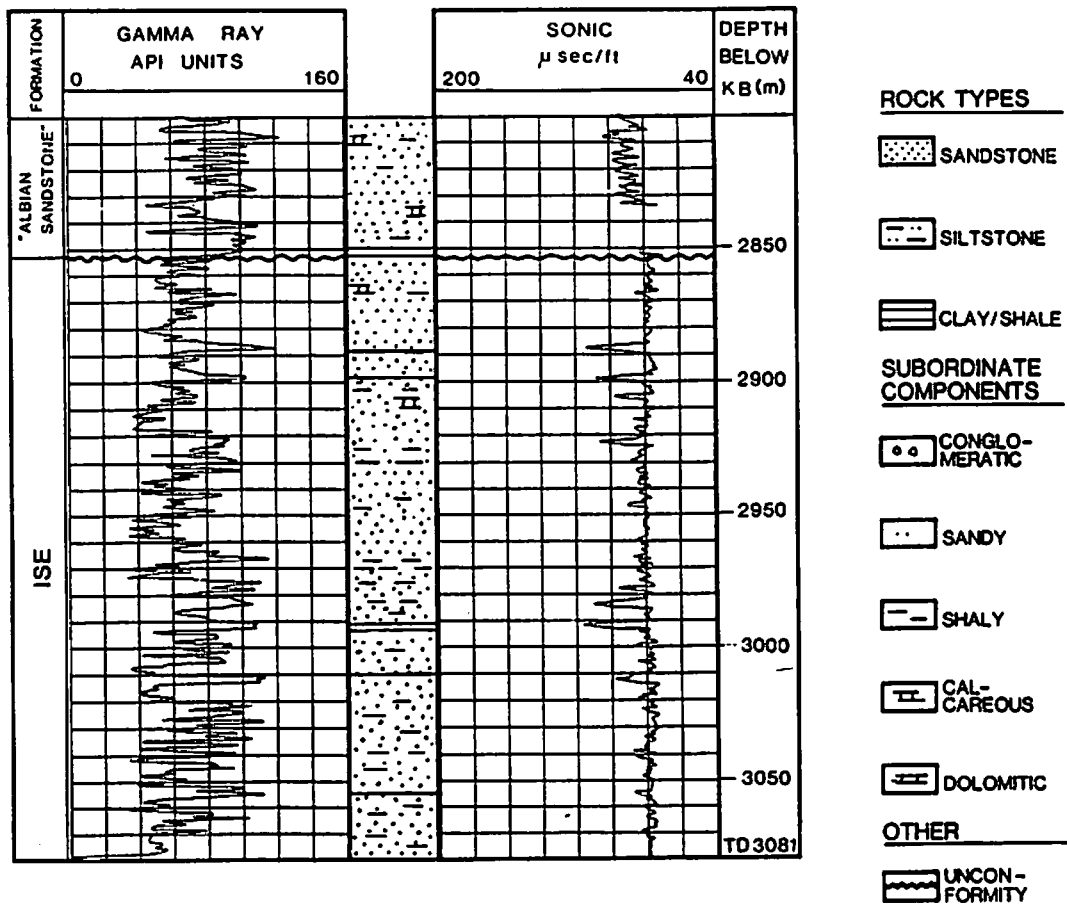 FORMATION
GAMMA RAY
API UNITS
0 160
SONIC
µ sec/ft
200 40
DEPTH
BELOW
KB (m)
"ALBIAN
SANDSTONE"
ISE
2850
2900
2950
3000
3050
TD 3081
ROCK TYPES
SANDSTONE
SILTSTONE
CLAY/SHALE
SUBORDINATE
COMPONENTS
CONGLO-
MERATIC
SANDY
SHALY
CAL-
CAREOUS
DOLOMITIC
OTHER
UNCON-
FORMITY